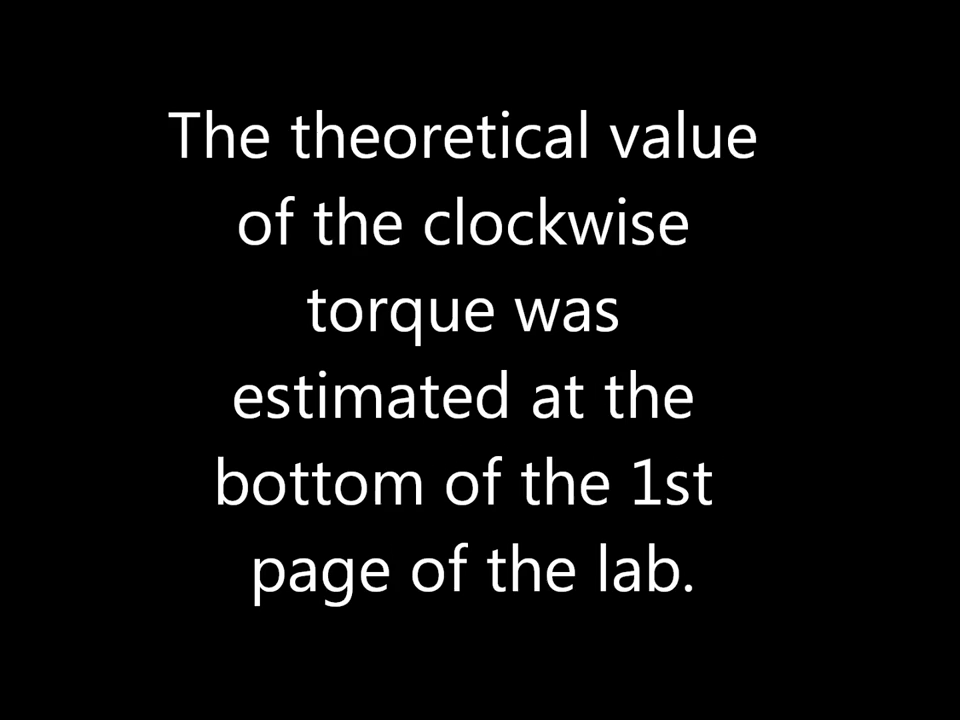 The theoretical value
of the clockwise
torque was
estimated at the
bottom of the 1st
page of the lab.